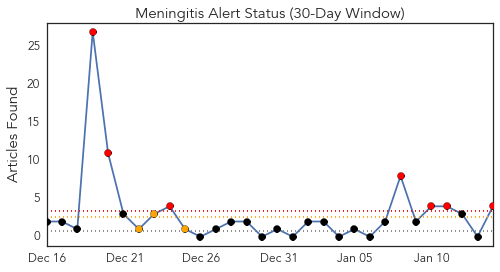 Meningitis Alert Status (30-Day Window)
Articles Found
25
20
15
10
5
0
Dec 16
Dec 21
Dec 26
Dec 31
Jan 05
Jan 10